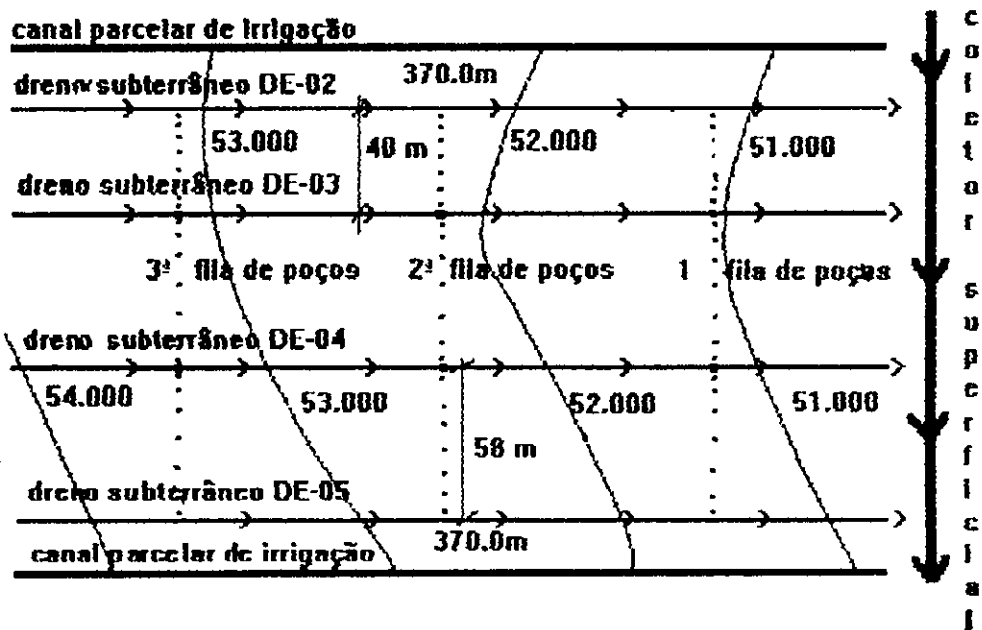 canal parcelar de irrigação
dreno subterrâneo DE-02
370.0m
53.000
40 m
52.000
51.000
dreno subterrâneo DE-03
3ª fila de poços
2ª fila de poços
1 fila de poços
dreno subterrâneo DE-04
54.000
53.000
52.000
51.000
58 m
dreno subterrâneo DE-05
370.0m
canal parcelar de irrigação
coletor superficial